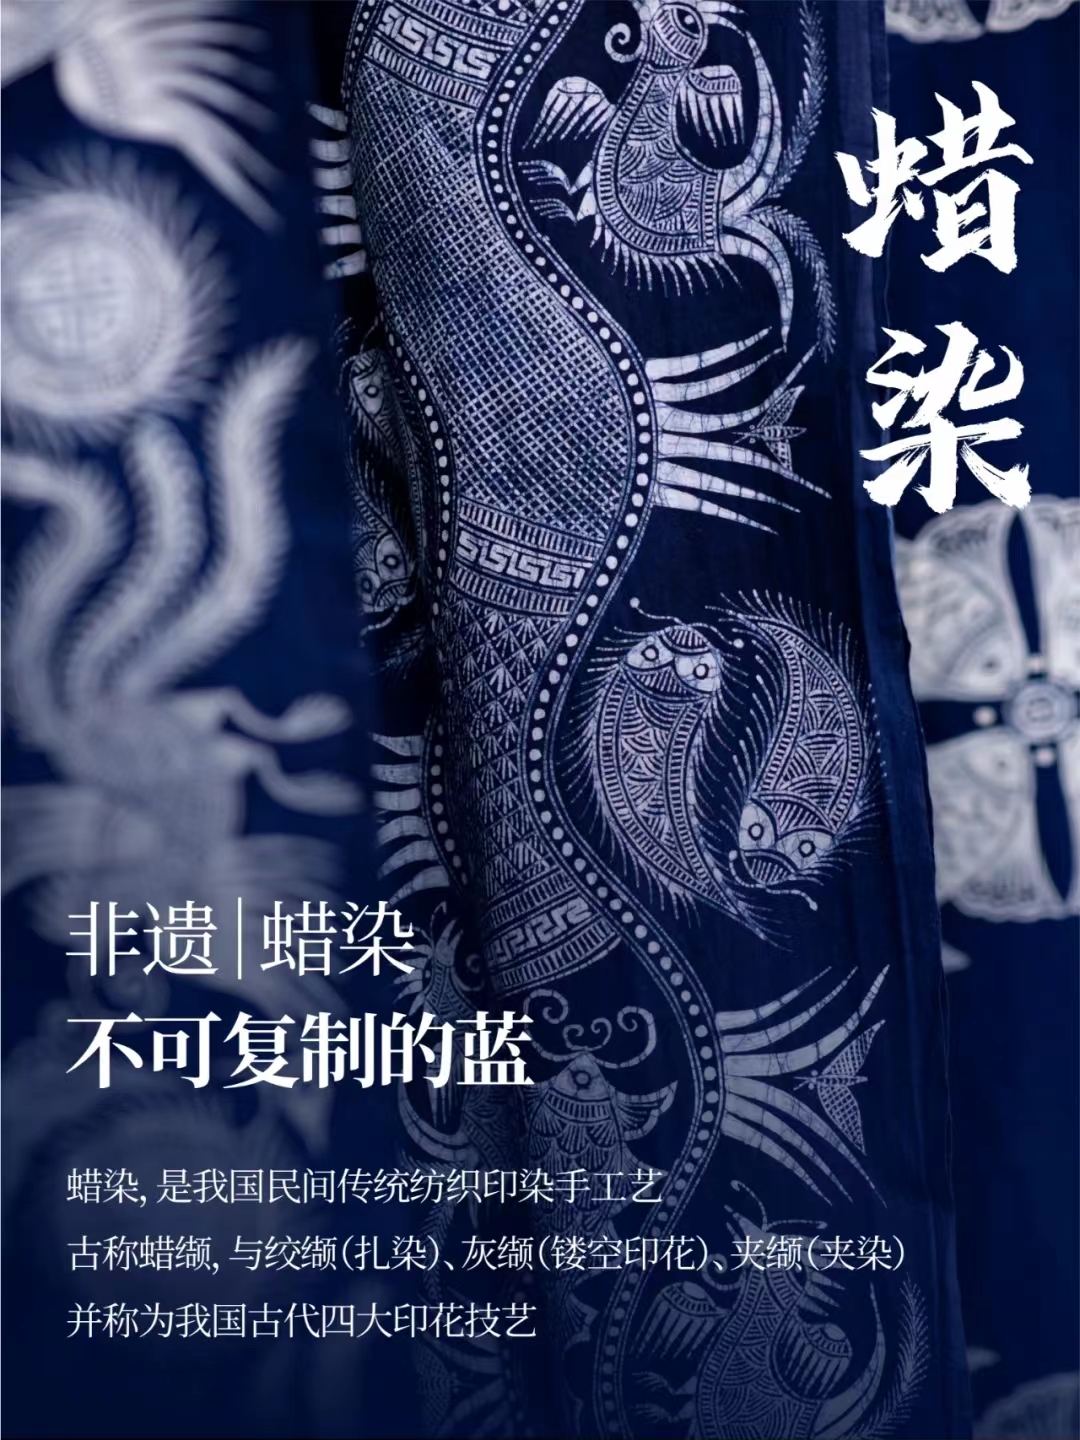 蜡染
非遗|蜡染
不可复制的蓝
蜡染,是我国民间传统纺织印染手工艺
古称蜡缬,与绞缬(扎染)、灰缬(镂空印花)、夹缬(夹染)
并称为我国古代四大印花技艺